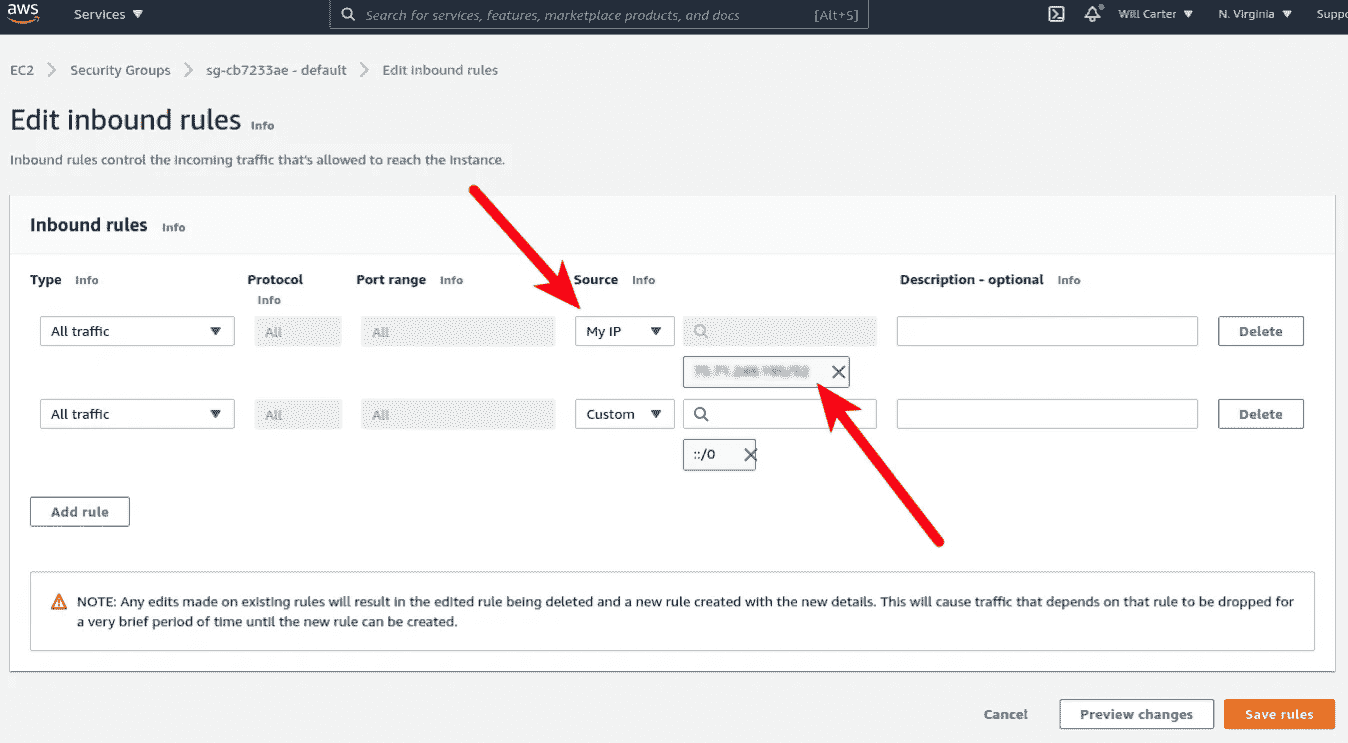 aws Services Search for services, features, marketplace products, and docs [Alt+S] Will Carter N. Virginia Suppo
EC2 Security Groups sg-cb7233ae - default Edit inbound rules
Edit inbound rules Info
Inbound rules control the incoming traffic that's allowed to reach the instance.
Inbound rules Info
Type Info Protocol Port range Info Source Info Description - optional Info
Info
All traffic All All My IP Delete
All traffic All All Custom Delete
::/0
Add rule
NOTE: Any edits made on existing rules will result in the edited rule being deleted and a new rule created with the new details. This will cause traffic that depends on that rule to be dropped for
a very brief period of time until the new rule can be created.
Cancel Preview changes Save rules